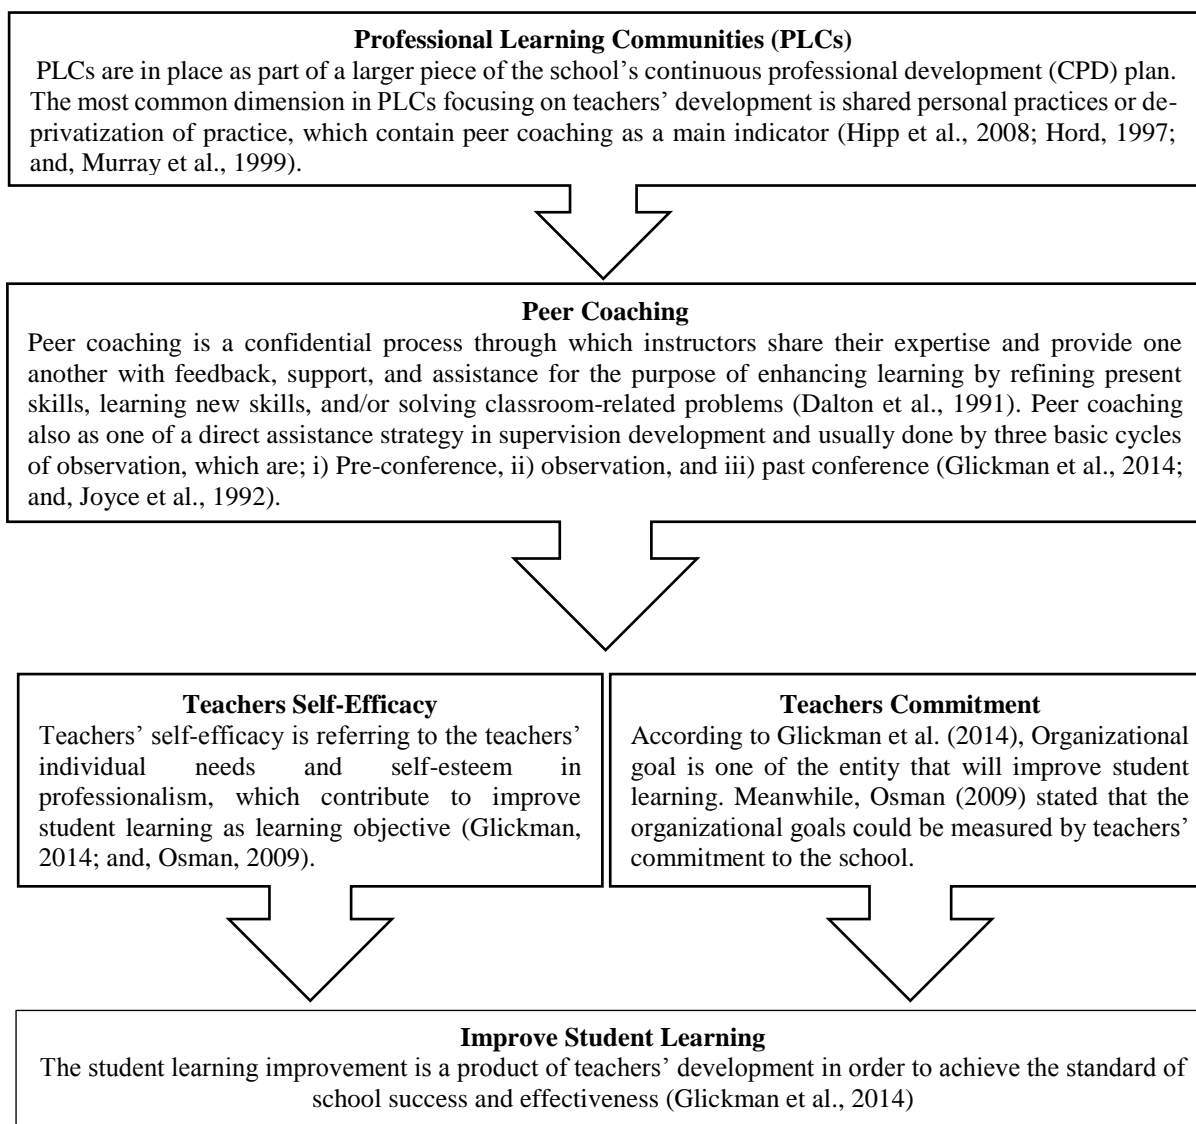 Professional Learning Communities (PLCs)
PLCs are in place as part of a larger piece of the school's continuous professional development (CPD) plan.
The most common dimension in PLCs focusing on teachers' development is shared personal practices or de-
privatization of practice, which contain peer coaching as a main indicator (Hipp et al., 2008; Hord, 1997;
and, Murray et al., 1999).
Peer Coaching
Peer coaching is a confidential process through which instructors share their expertise and provide one
another with feedback, support, and assistance for the purpose of enhancing learning by refining present
skills, learning new skills, and/or solving classroom-related problems (Dalton et al., 1991). Peer coaching
also as one of a direct assistance strategy in supervision development and usually done by three basic cycles
of observation, which are; i) Pre-conference, ii) observation, and iii) past conference (Glickman et al., 2014;
and, Joyce et al., 1992).
Teachers Self-Efficacy
Teachers' self-efficacy is referring to the teachers'
individual needs and self-esteem in
professionalism, which contribute to improve
student learning as learning objective (Glickman,
2014; and, Osman, 2009).
Teachers Commitment
According to Glickman et al. (2014), Organizational
goal is one of the entity that will improve student
learning. Meanwhile, Osman (2009) stated that the
organizational goals could be measured by teachers'
commitment to the school.
Improve Student Learning
The student learning improvement is a product of teachers' development in order to achieve the standard of
school success and effectiveness (Glickman et al., 2014)